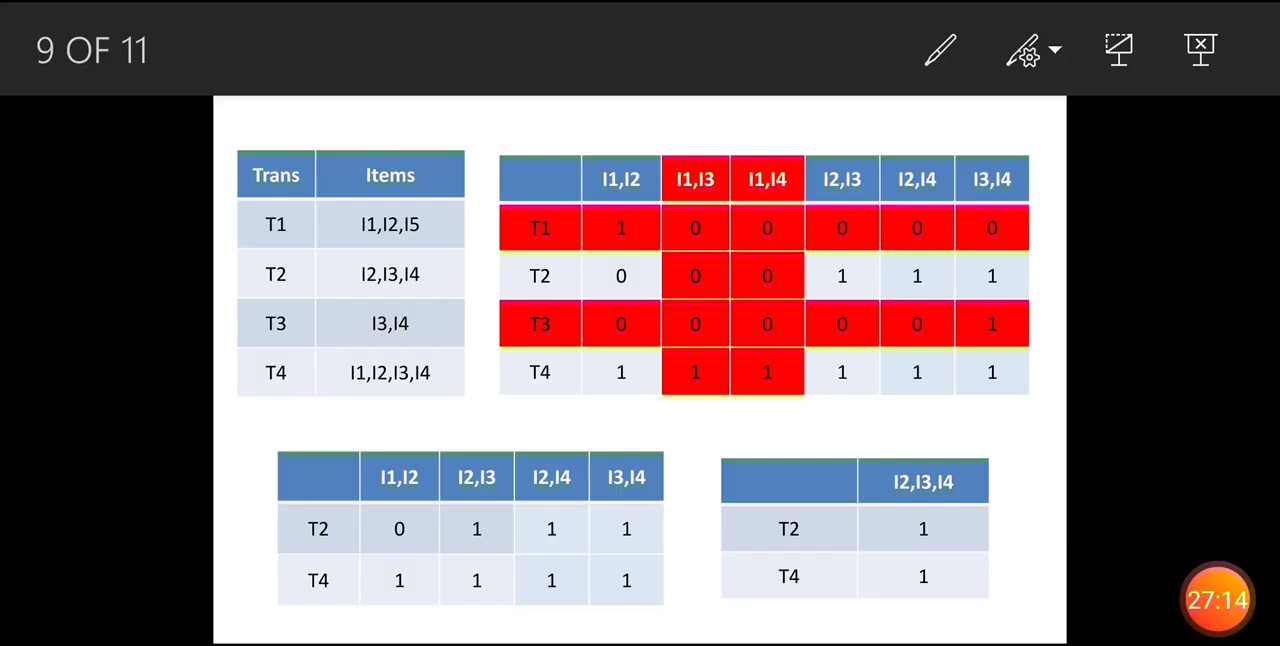 9 OF 11
Trans Items
T1 I1,I2,I5
T2 I2,I3,I4
T3 I3,I4
T4 I1,I2,I3,I4
I1,I2 I1,I3 I1,I4 I2,I3 I2,I4 I3,I4
T1 1 0 0 0 0 0
T2 0 0 0 1 1 1
T3 0 0 0 0 0 1
T4 1 1 1 1 1 1
I1,I2 I2,I3 I2,I4 I3,I4
T2 0 1 1 1
T4 1 1 1 1
I2,I3,I4
T2 1
T4 1
27:14